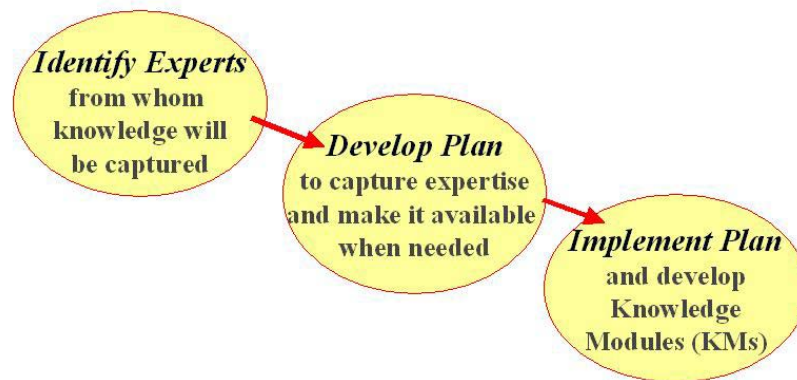 Identify Experts
from whom
knowledge will
be captured
Develop Plan
to capture expertise
and make it available
when needed
Implement Plan
and develop
Knowledge
Modules (KMs)